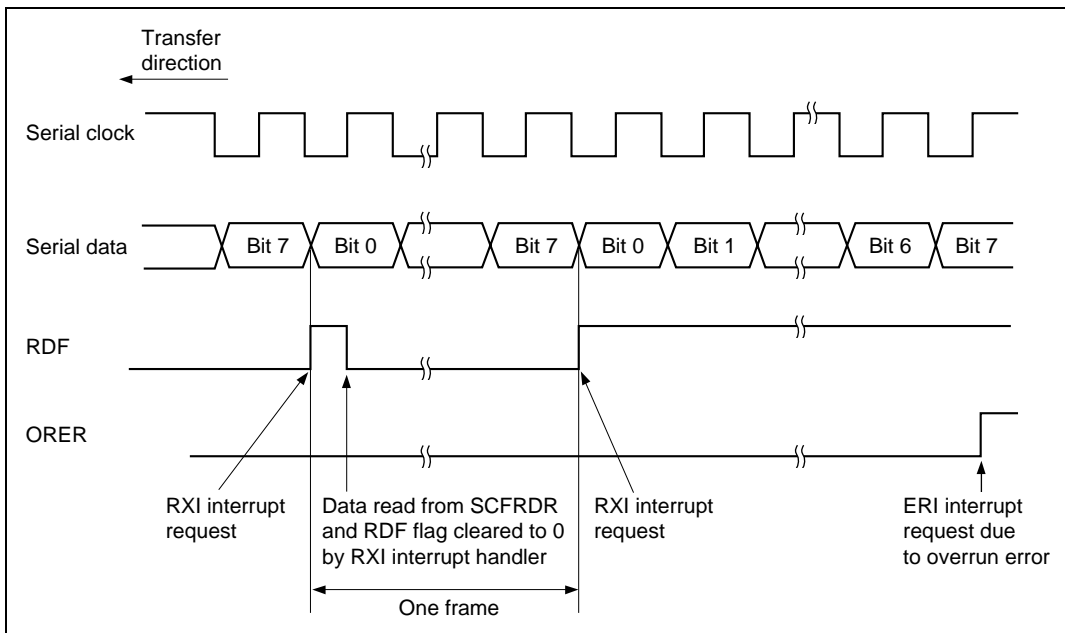 Transfer
direction
Serial clock
Serial data
Bit 7
Bit 0
Bit 7
Bit 0
Bit 1
Bit 6
Bit 7
RDF
ORER
RXI interrupt
request
Data read from SCFRDR
and RDF flag cleared to 0
by RXI interrupt handler
RXI interrupt
request
ERI interrupt
request due
to overrun error
One frame